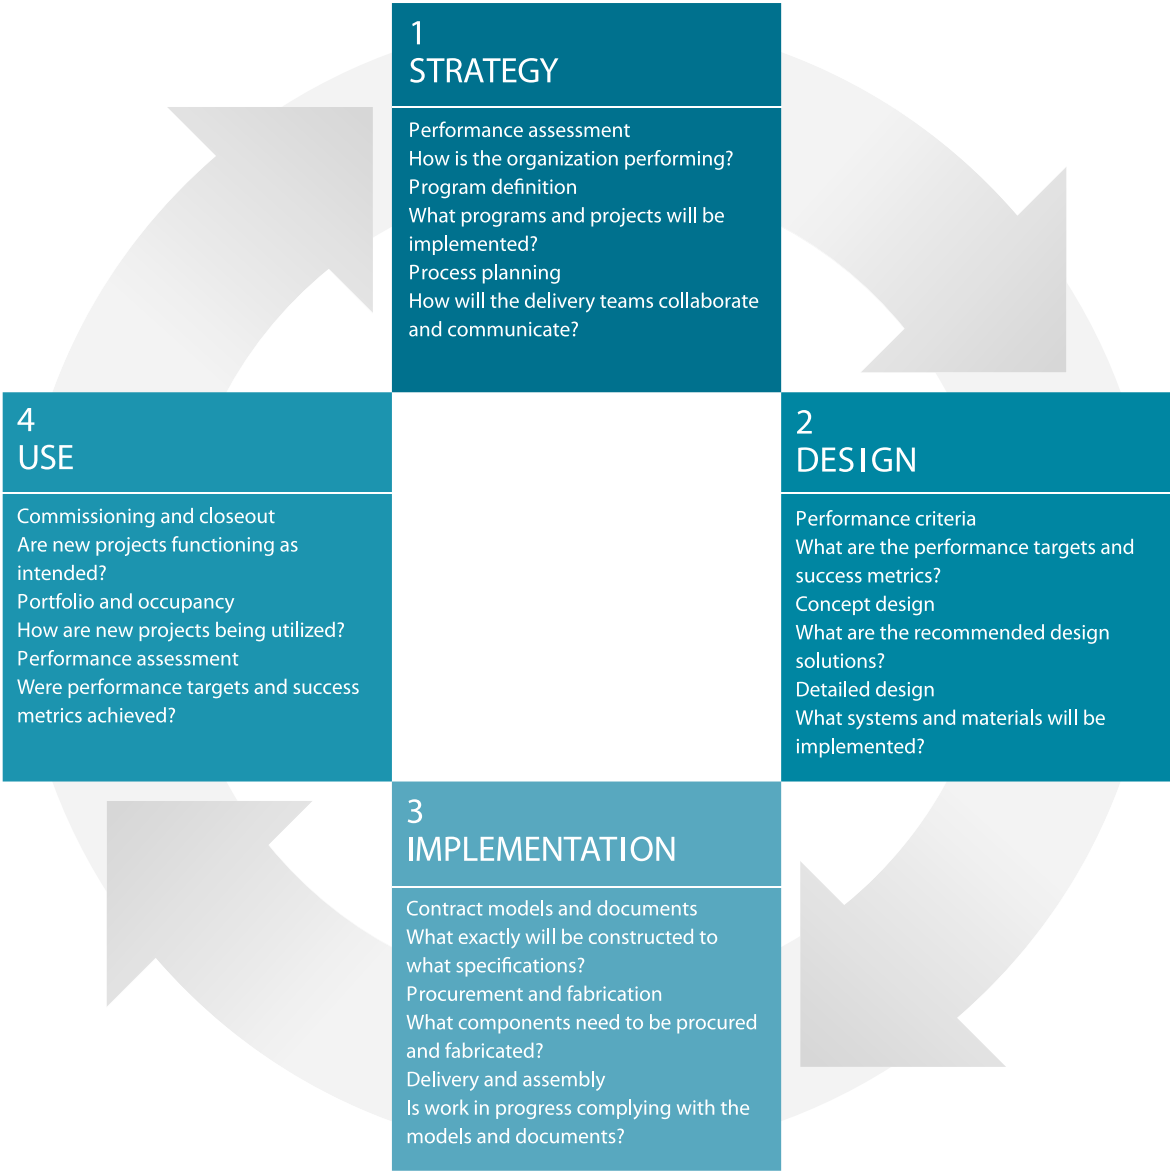 1
STRATEGY
Performance assessment
How is the organization performing?
Program definition
What programs and projects will be
implemented?
Process planning
How will the delivery teams collaborate
and communicate?
2
DESIGN
Performance criteria
What are the performance targets and
success metrics?
Concept design
What are the recommended design
solutions?
Detailed design
What systems and materials will be
implemented?
3
IMPLEMENTATION
Contract models and documents
What exactly will be constructed to
what specifications?
Procurement and fabrication
What components need to be procured
and fabricated?
Delivery and assembly
Is work in progress complying with the
models and documents?
4
USE
Commissioning and closeout
Are new projects functioning as
intended?
Portfolio and occupancy
How are new projects being utilized?
Performance assessment
Were performance targets and success
metrics achieved?